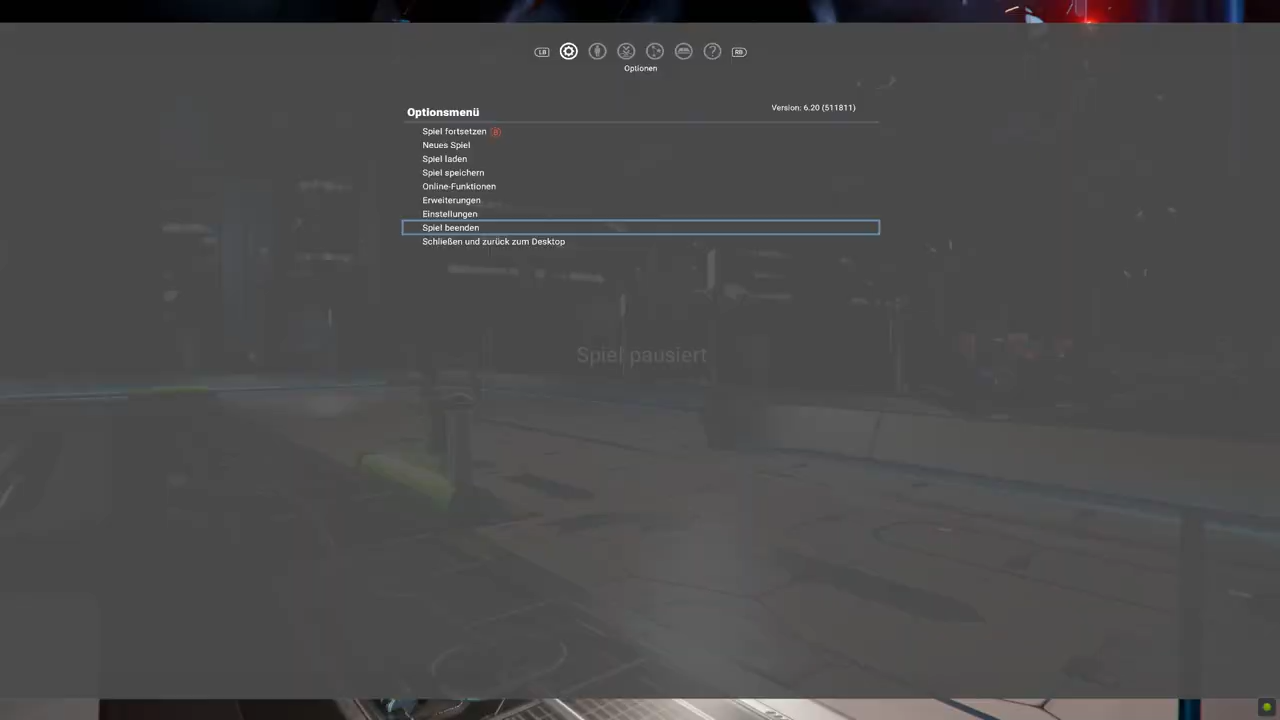 LB RB
Optionen
Optionsmenü Version: 6.20 (511811)
Spiel fortsetzen
Neues Spiel
Spiel laden
Spiel speichern
Online-Funktionen
Erweiterungen
Einstellungen
Spiel beenden
Schließen und zurück zum Desktop
Spiel pausiert